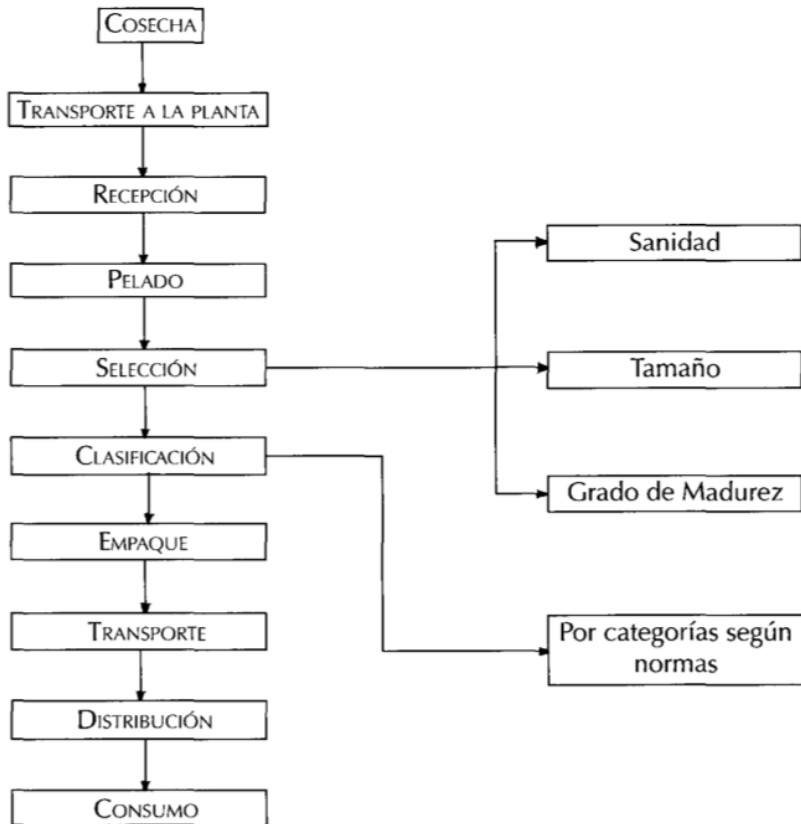 COSECHA
TRANSPORTE A LA PLANTA
RECEPCIÓN
PELADO
SELECCIÓN
CLASIFICACIÓN
EMPAQUE
TRANSPORTE
DISTRIBUCIÓN
CONSUMO
Sanidad
Tamaño
Grado de Madurez
Por categorías según
normas